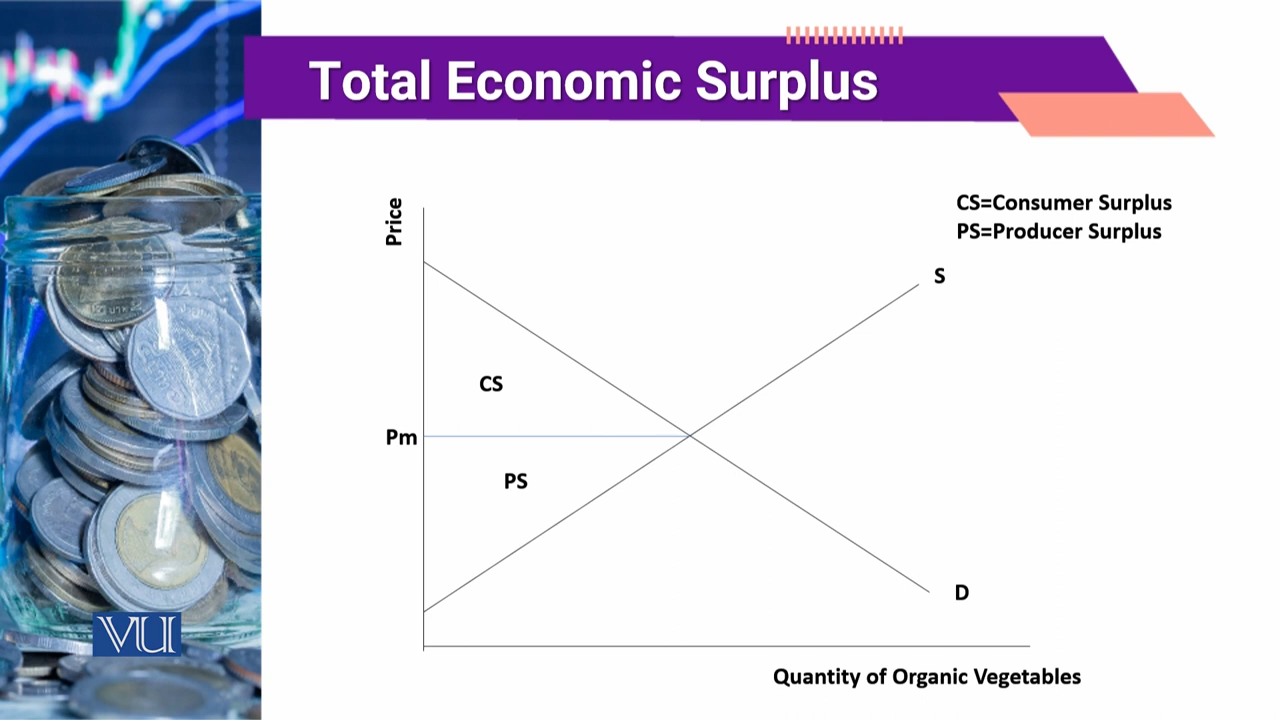 Total Economic Surplus
Price
CS=Consumer Surplus
PS=Producer Surplus
S
CS
Pm
PS
D
VU
Quantity of Organic Vegetables